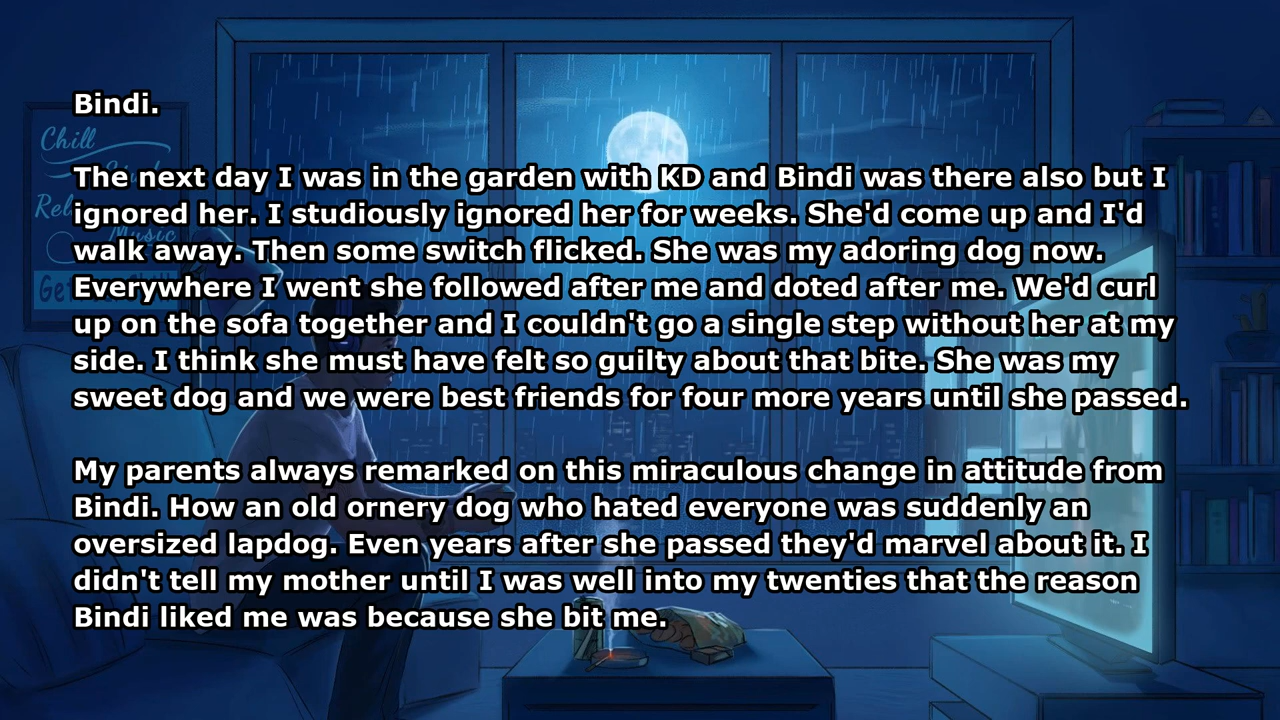 Bindi.
The next day I was in the garden with KD and Bindi was there also but I
ignored her. I studiously ignored her for weeks. She'd come up and I'd
walk away. Then some switch flicked. She was my adoring dog now.
Everywhere I went she followed after me and doted after me. We'd curl
up on the sofa together and I couldn't go a single step without her at my
side. I think she must have felt so guilty about that bite. She was my
sweet dog and we were best friends for four more years until she passed.
My parents always remarked on this miraculous change in attitude from
Bindi. How an old ornery dog who hated everyone was suddenly an
oversized lapdog. Even years after she passed they'd marvel about it. I
didn't tell my mother until I was well into my twenties that the reason
Bindi liked me was because she bit me.
Chill
Music